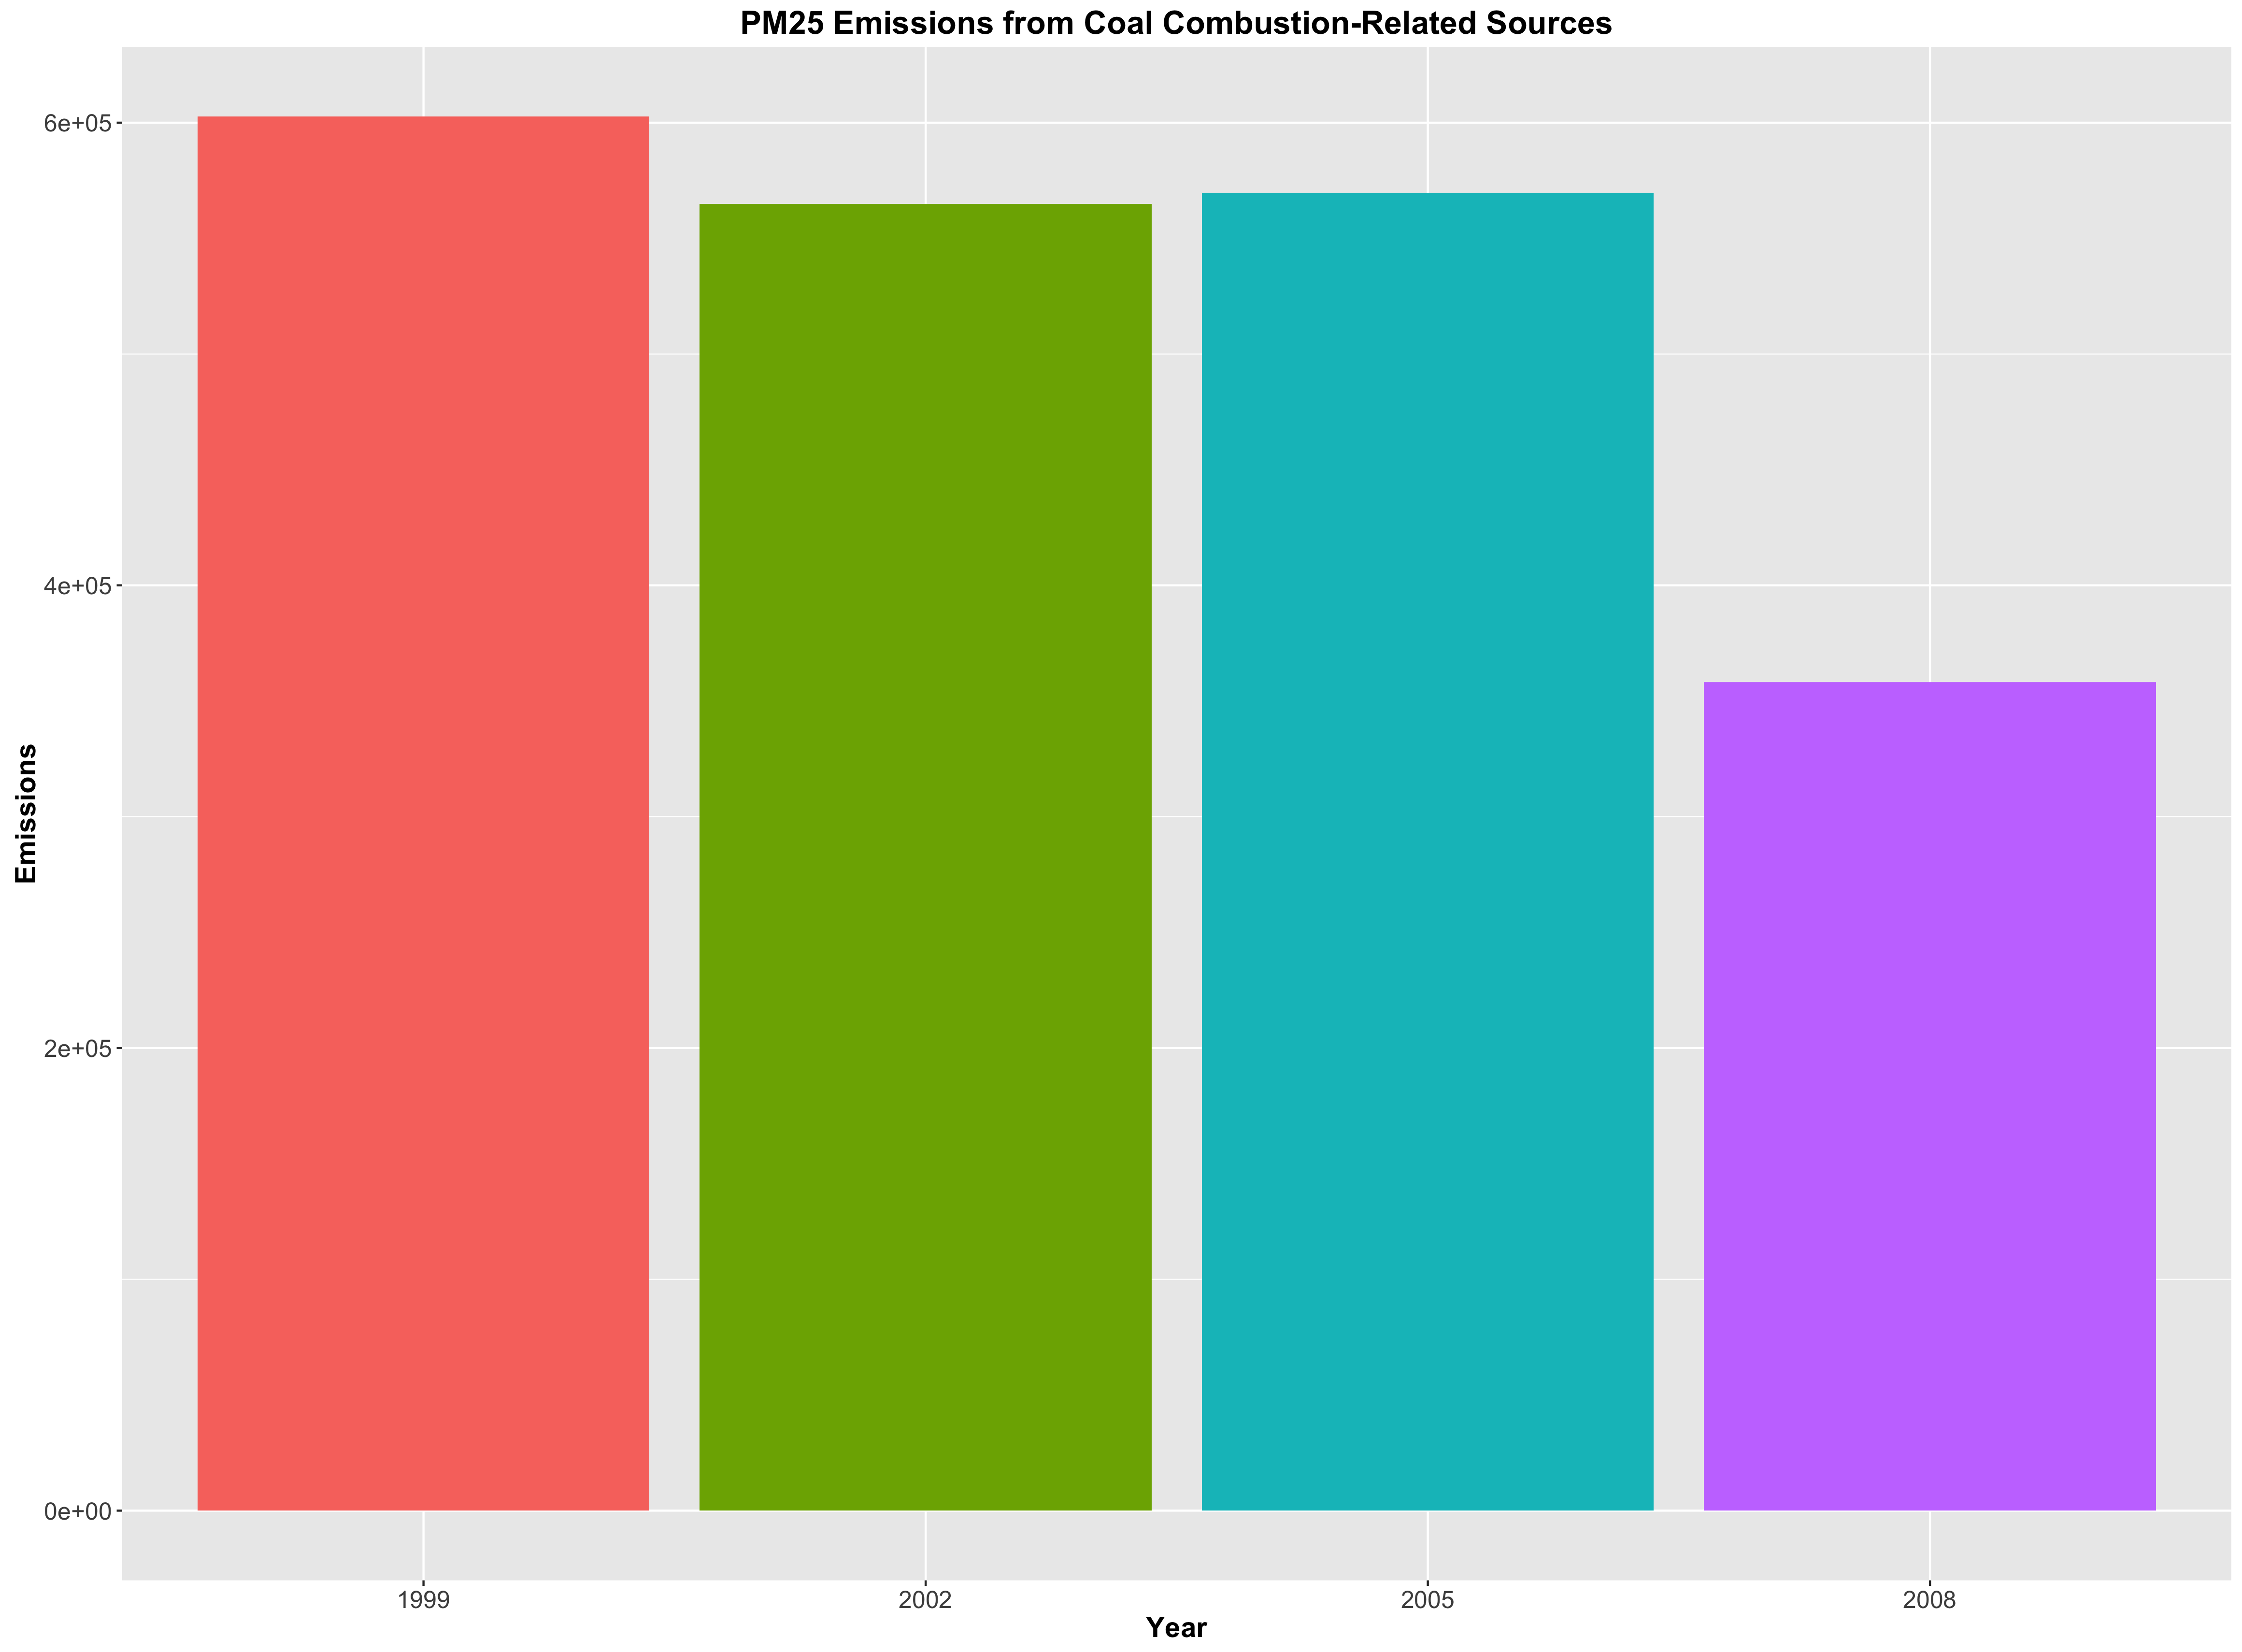 PM25 Emissions from Coal Combustion-Related Sources
6e+05
4e+05
2e+05
0e+00
Emissions
1999 2002 2005 2008
Year